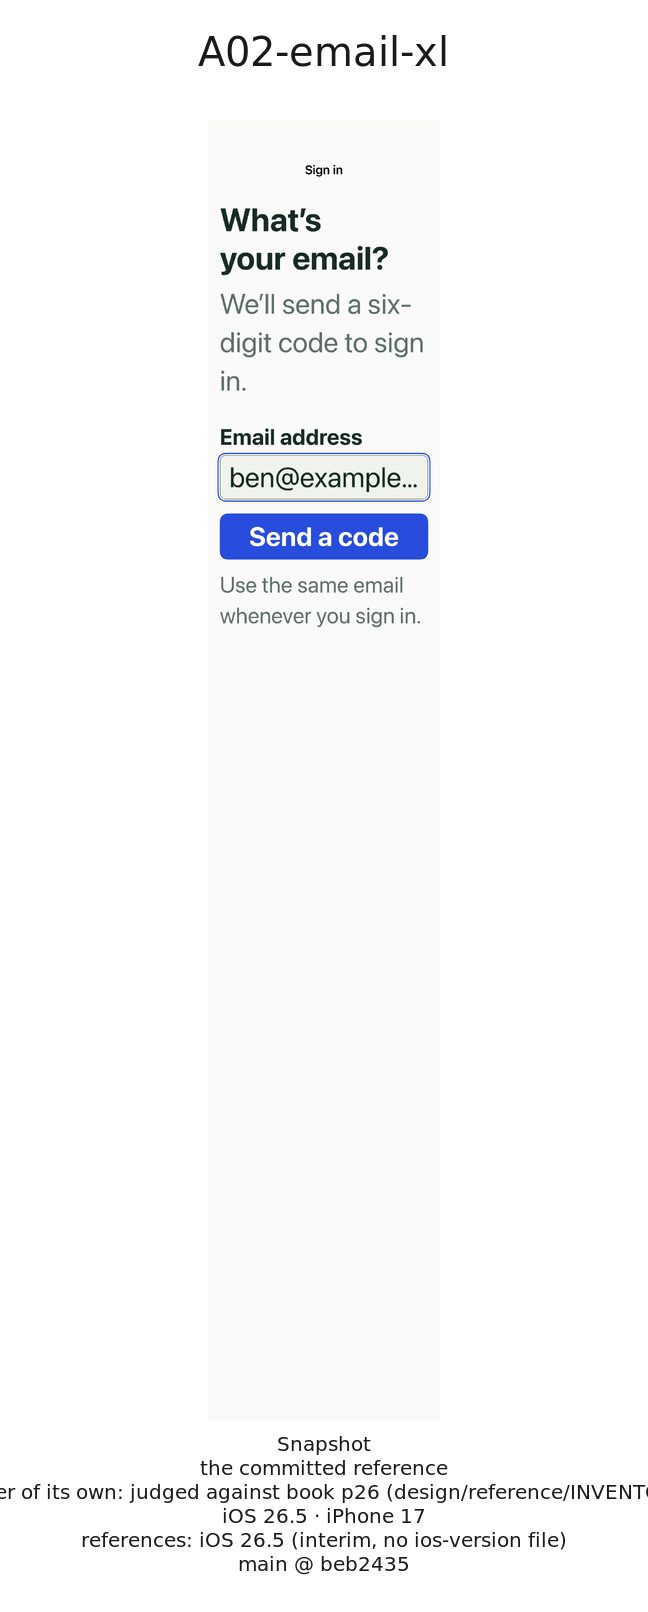 A02-email-xl
Sign in
What’s
your email?
We’ll send a six-
digit code to sign
in.
Email address
ben@example…
Send a code
Use the same email
whenever you sign in.
Snapshot
the committed reference
of its own: judged against book p26 (design/reference/
iOS 26.5 · iPhone 17
references: iOS 26.5 (interim, no ios-version file)
main @ beb2435